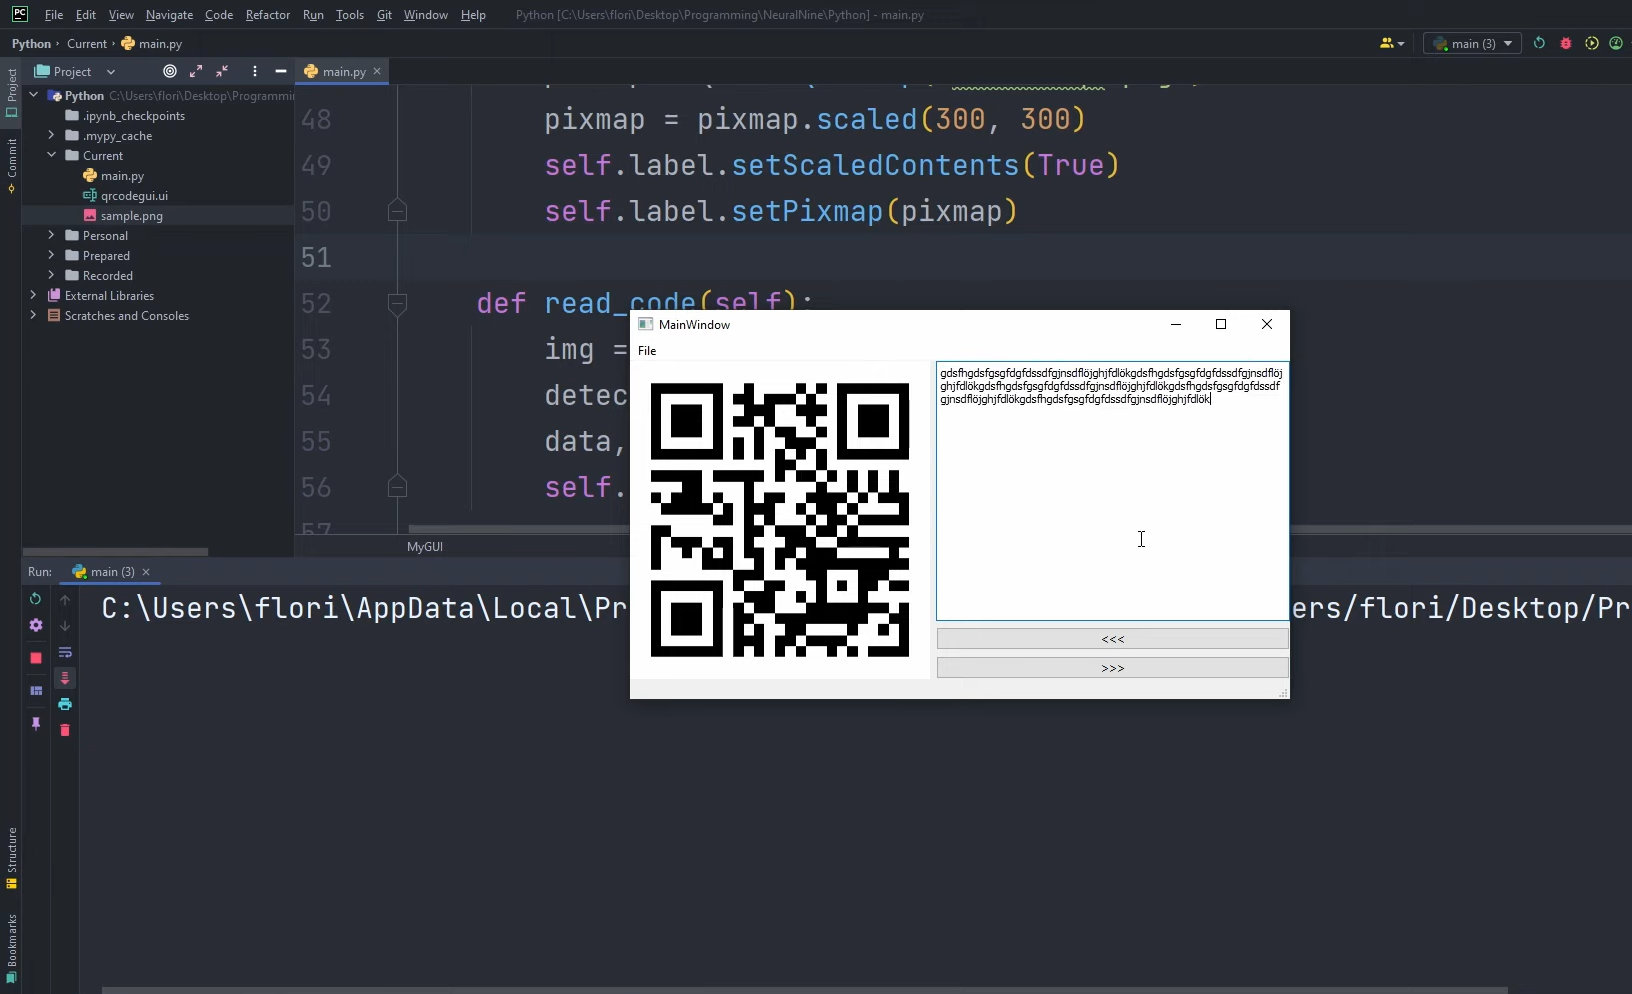 PC File Edit View Navigate Code Refactor Run Tools Git Window Help Python [C:\Users\flori\Desktop\Programming\NeuralNine\Python] - main.py
Python Current main.py main (3)
Project main.py
Python C:\Users\flori\Desktop\Programmin
.ipynb_checkpoints
.mypy_cache
Current
main.py
qrcodegui.ui
sample.png
Personal
Prepared
Recorded
External Libraries
Scratches and Consoles
Project
Commit
48 pixmap = pixmap.scaled(300, 300)
49 self.label.setScaledContents(True)
50 self.label.setPixmap(pixmap)
51
52 def read_code(self):
53 img =
54 detec
55 data,
56 self.
57
MyGUI
MainWindow
File
gdsfhgdsfgsgfdgfdssdfgjnsdflöjghjfdlökgdsfhgdsfgsgfdgfdssdfgjnsdflöj
ghjfdlökgdsfhgdsfgsgfdgfdssdfgjnsdflöjghjfdlökgdsfhgdsfgsgfdgfdssdf
gjnsdflöjghjfdlökgdsfhgdsfgsgfdgfdssdfgjnsdflöjghjfdlök
<<<
>>>
Run: main (3)
C:\Users\flori\AppData\Local\Pr
ers/flori/Desktop/Pr
Structure
Bookmarks